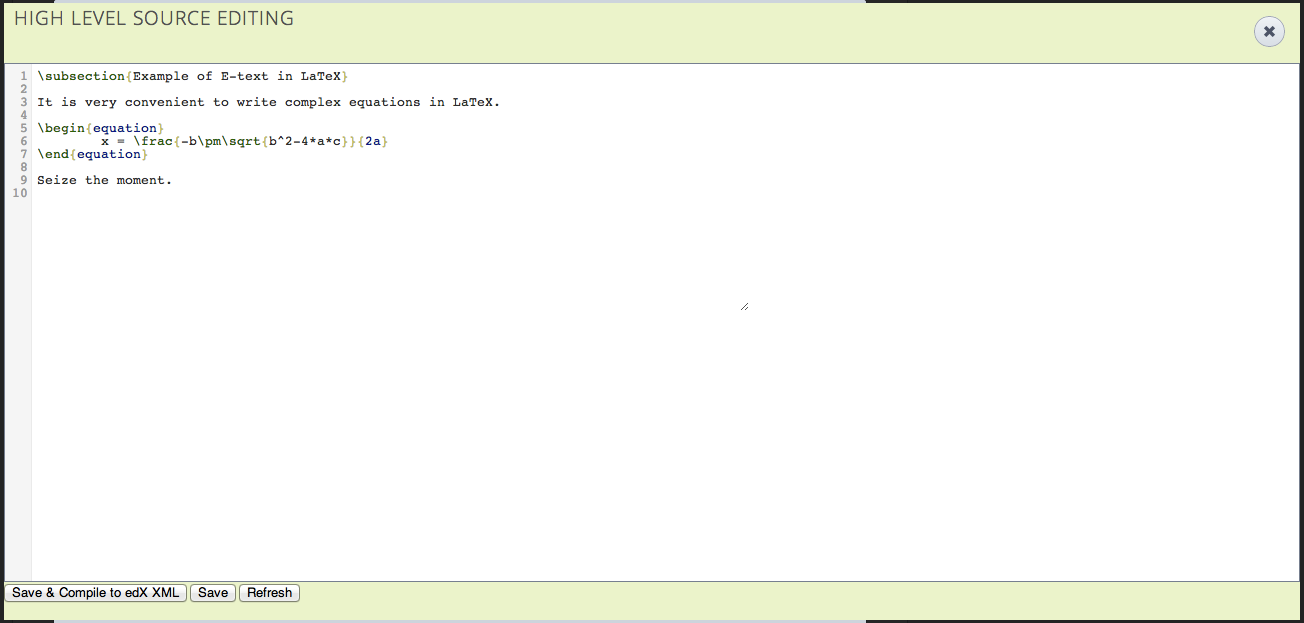 HIGH LEVEL SOURCE EDITING
1 \subsection{Example of E-text in LaTeX}
2
3 It is very convenient to write complex equations in LaTeX.
4
5 \begin{equation}
6         x = \frac{-b\pm\sqrt{b^2-4*a*c}}{2a}
7 \end{equation}
8
9 Seize the moment.
10
Save & Compile to edX XML Save Refresh